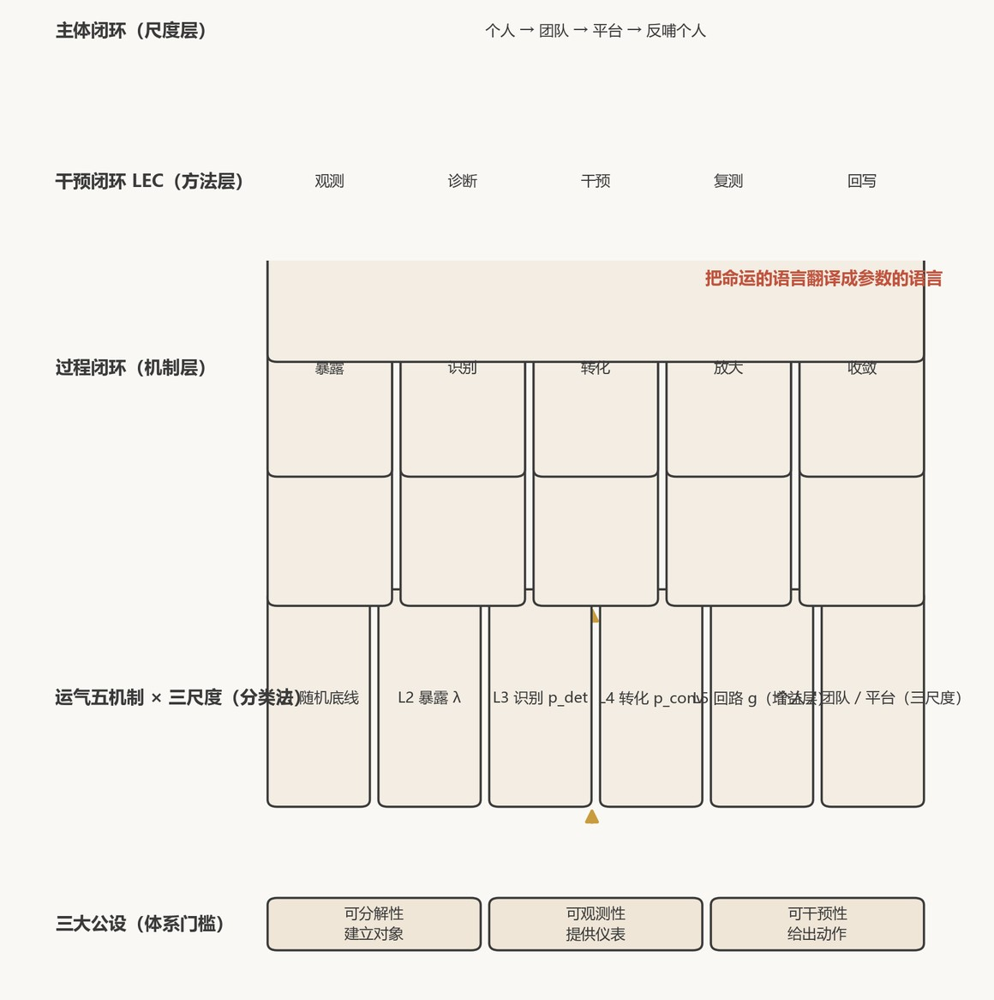 主体闭环（尺度层）
个人 → 团队 → 平台 → 反哺个人
干预闭环 LEC（方法层）
观测
诊断
干预
复测
回写
把命运的语言翻译成参数的语言
过程闭环（机制层）
暴露
识别
转化
放大
收敛
运气五机制 × 三尺度（分类法）
随机底线
L2 暴露 λ
L3 识别 p_det
L4 转化 p_conv
L5 回路 g（增益层）
团队 / 平台（三尺度）
三大公设（体系门槛）
可分解性
建立对象
可观测性
提供仪表
可干预性
给出动作